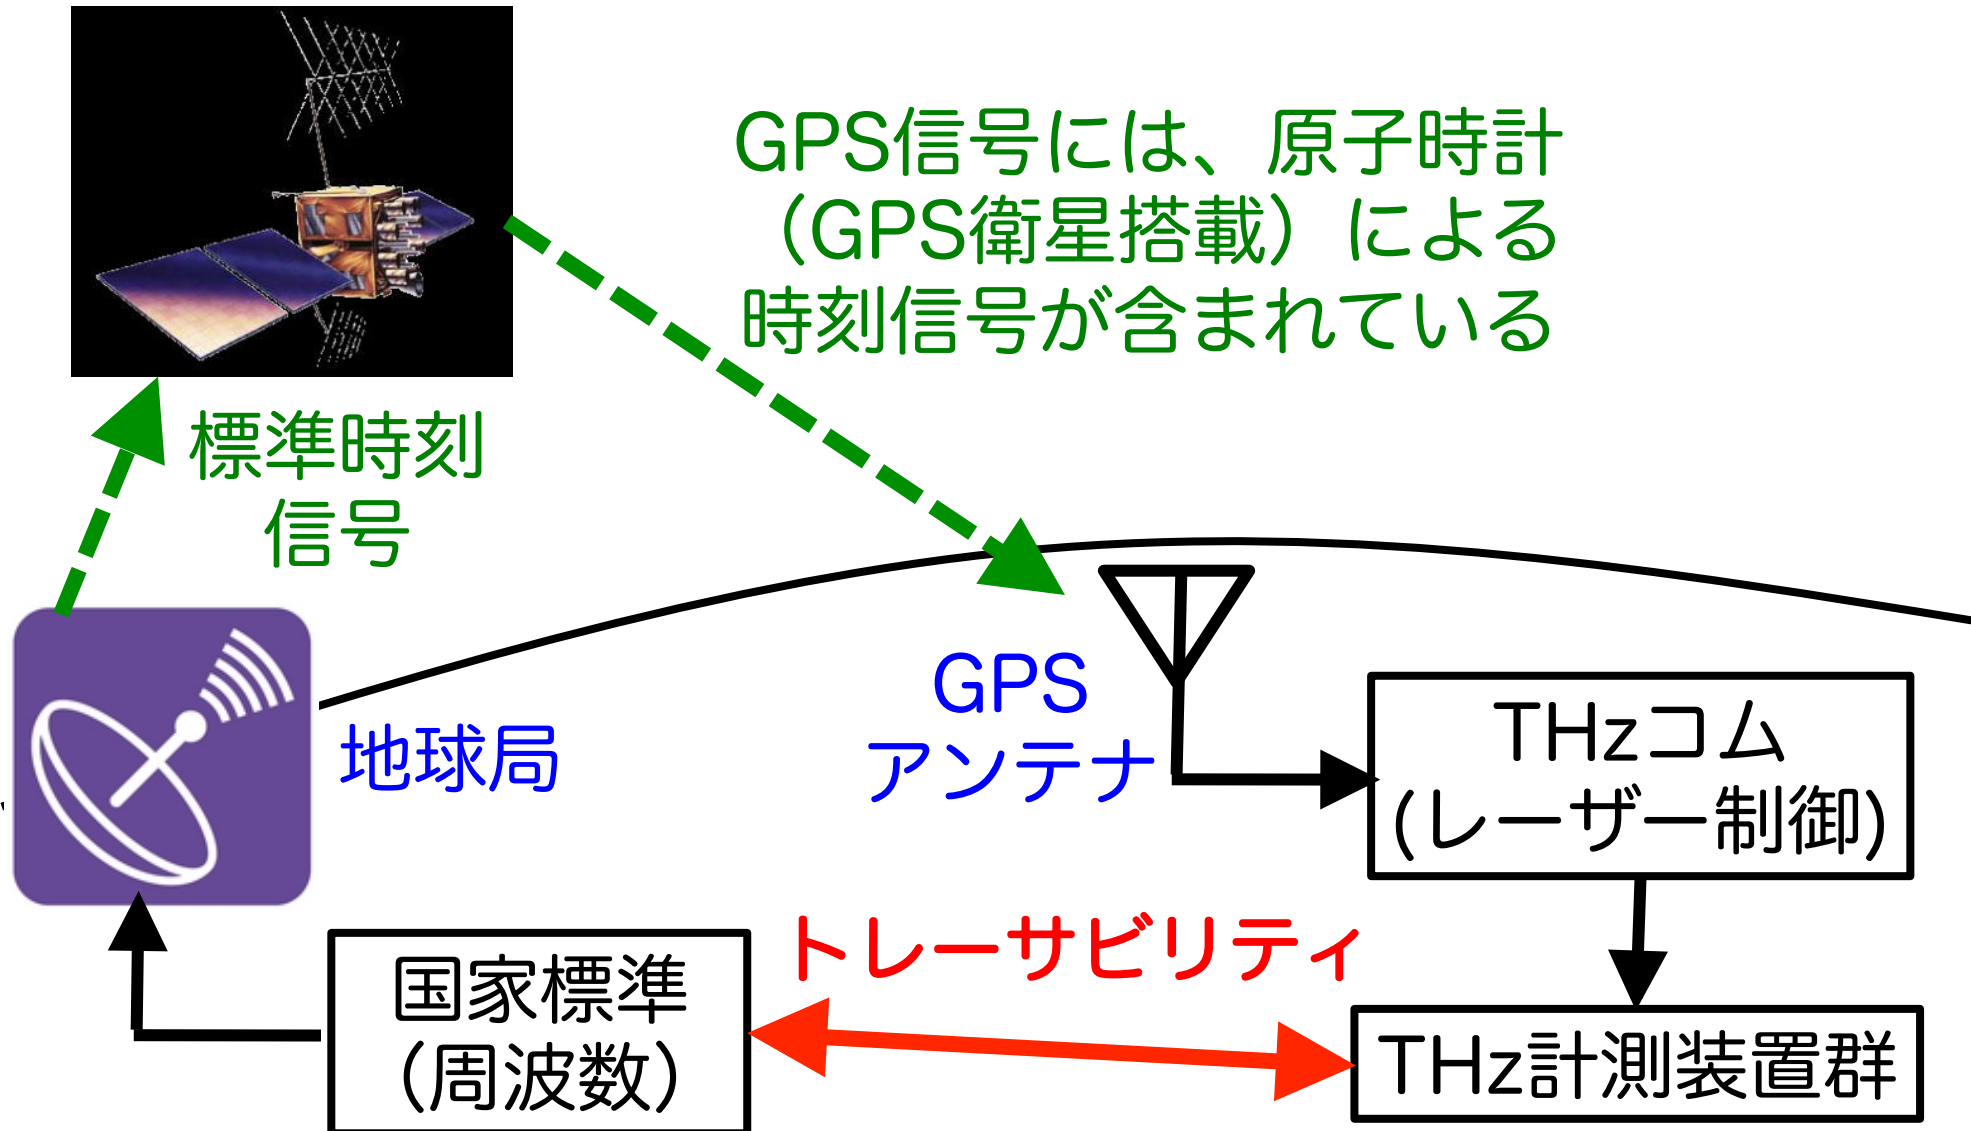 GPS信号には、原子時計
（GPS衛星搭載）による
時刻信号が含まれている
標準時刻
信号
地球局
GPS
アンテナ
THzコム
(レーザー制御)
トレーサビリティ
国家標準
(周波数)
THz計測装置群